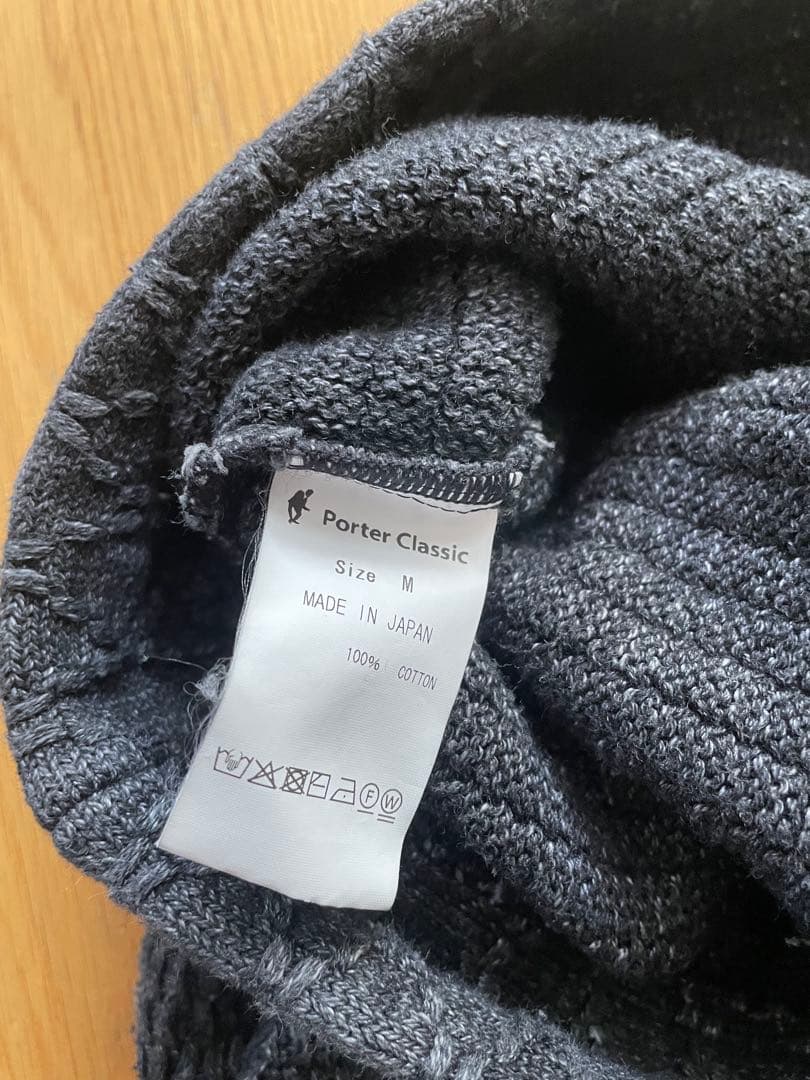 Porter Classic
Size M
MADE IN JAPAN
100% COTTON
F W